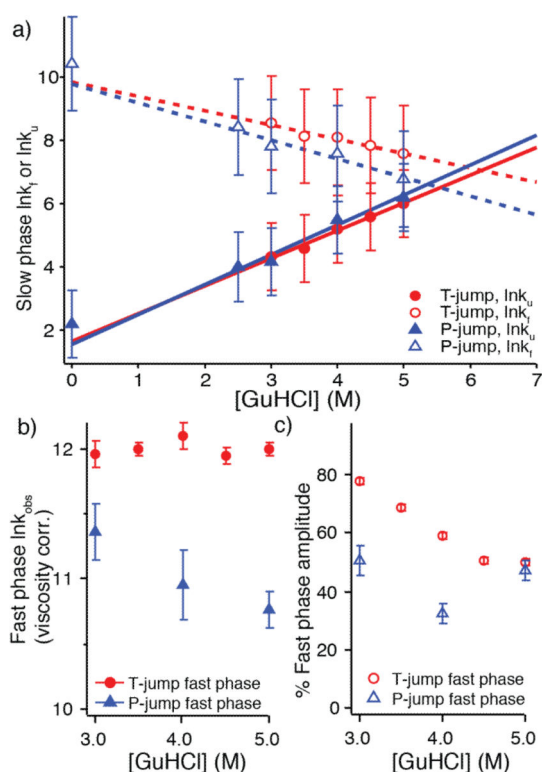 a)
Slow phase lnkf or lnku
10
8
6
4
2
0
1
2
3
4
5
6
7
[GuHCl] (M)
T-jump, lnku
T-jump, lnkf
P-jump, lnku
P-jump, lnkf
b)
Fast phase lnkobs
(viscosity corr.)
12
11
10
3.0
4.0
5.0
[GuHCl] (M)
T-jump fast phase
P-jump fast phase
c)
% Fast phase amplitude
80
60
40
20
0
3.0
4.0
5.0
[GuHCl] (M)
T-jump fast phase
P-jump fast phase